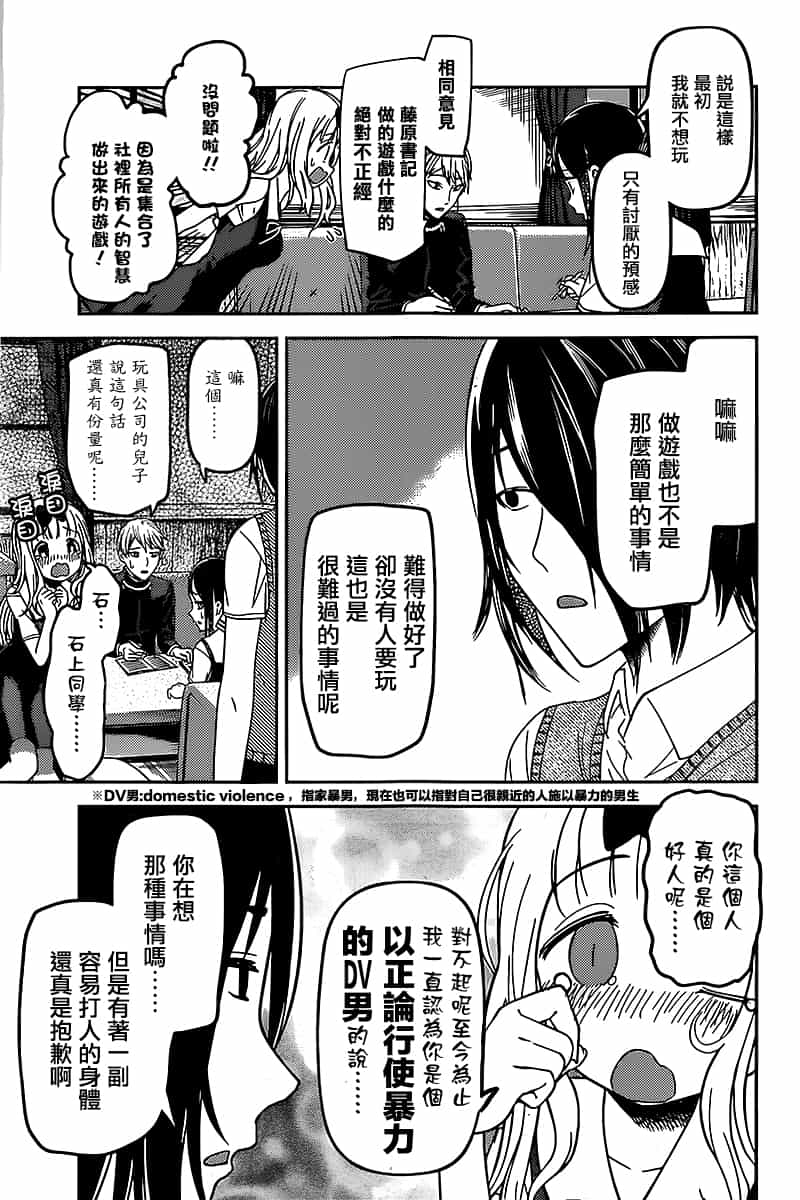 說是這樣
最初
我就不想玩
只有討厭的預感
相同意見
藤原書記
做的遊戲什麼的
絕對不正經
沒問題啦!!
因為是集合了
社裡所有人的智慧
做出來的遊戲!
嘛嘛
做遊戲也不是
那麼簡單的事情
難得做好了
卻沒有人要玩
這也是
很難過的事情呢
嘛
這個……
玩具公司的兒子
說這句話
還真有份量呢……
淚目
淚目
石…
石上同學……
※DV男:domestic violence，指家暴男，現在也可以指對自己很親近的人施以暴力的男生
你這個人
真的是個
好人呢……
對不起呢至今為止
我一直認為你是個
以正論行使暴力
的DV男的說……
你在想
那種事情嗎……
但是有著一副
容易打人的身體
還真是抱歉啊